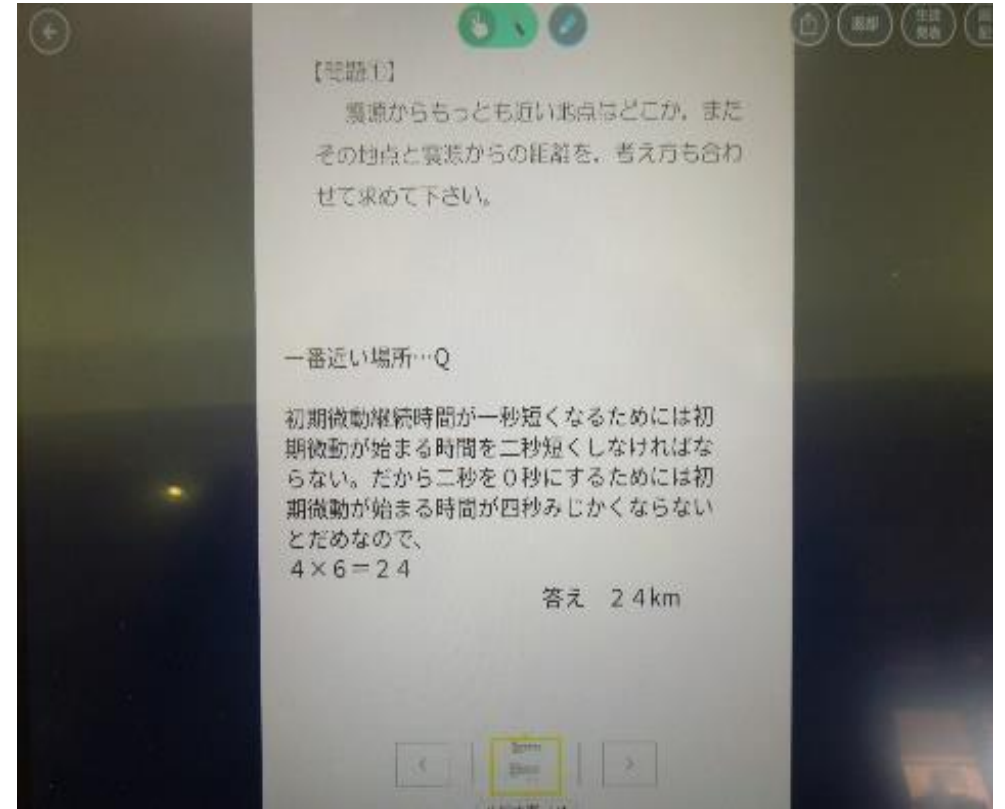 返却
生徒
発表
【問題①】
震源からもっとも近い地点はどこか、また
その地点と震源からの距離を、考え方も合わ
せて求めて下さい。
一番近い場所…Q
初期微動継続時間が一秒短くなるためには初
期微動が始まる時間を二秒短くしなければな
らない。だから二秒を０秒にするためには初
期微動が始まる時間が四秒みじかくならない
とだめなので、
４×６＝２４
答え　２４km